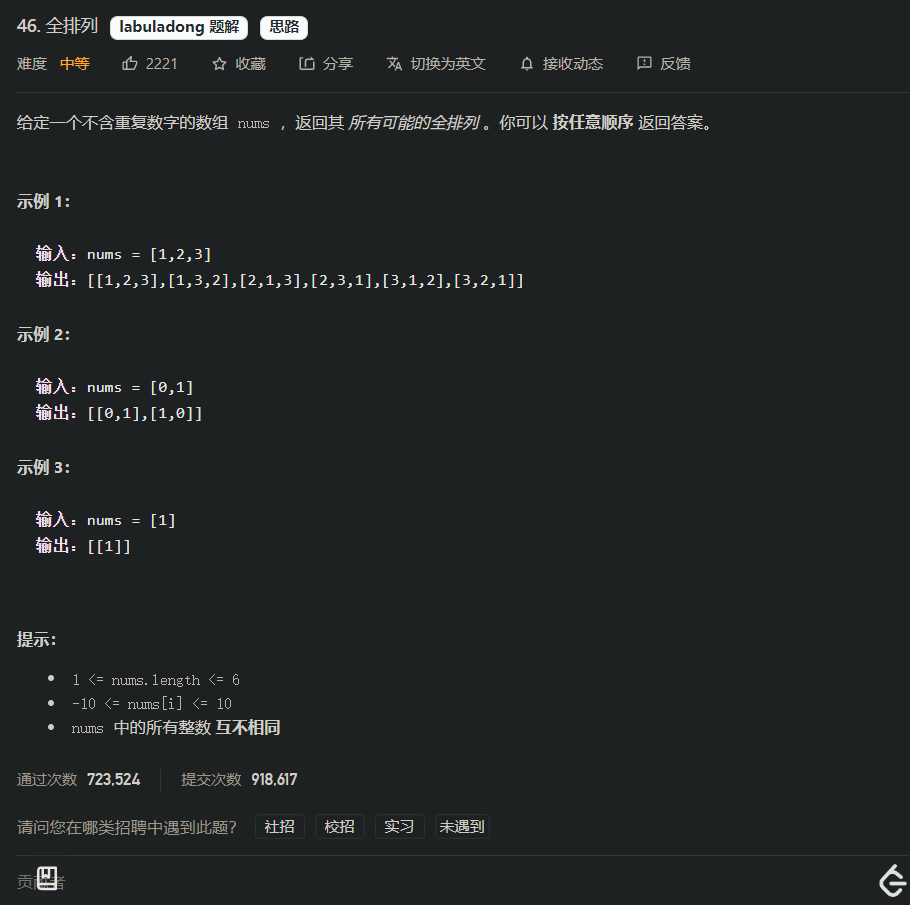 46. 全排列 labuladong 题解 思路
难度 中等 2221 收藏 分享 切换为英文 接收动态 反馈
给定一个不含重复数字的数组 nums ，返回其 所有可能的全排列 。你可以 按任意顺序 返回答案。
示例 1：
输入：nums = [1,2,3]
输出：[[1,2,3],[1,3,2],[2,1,3],[2,3,1],[3,1,2],[3,2,1]]
示例 2：
输入：nums = [0,1]
输出：[[0,1],[1,0]]
示例 3：
输入：nums = [1]
输出：[[1]]
提示：
1 <= nums.length <= 6
-10 <= nums[i] <= 10
nums 中的所有整数 互不相同
通过次数 723,524 提交次数 918,617
请问您在哪类招聘中遇到此题？ 社招 校招 实习 未遇到
贡献者